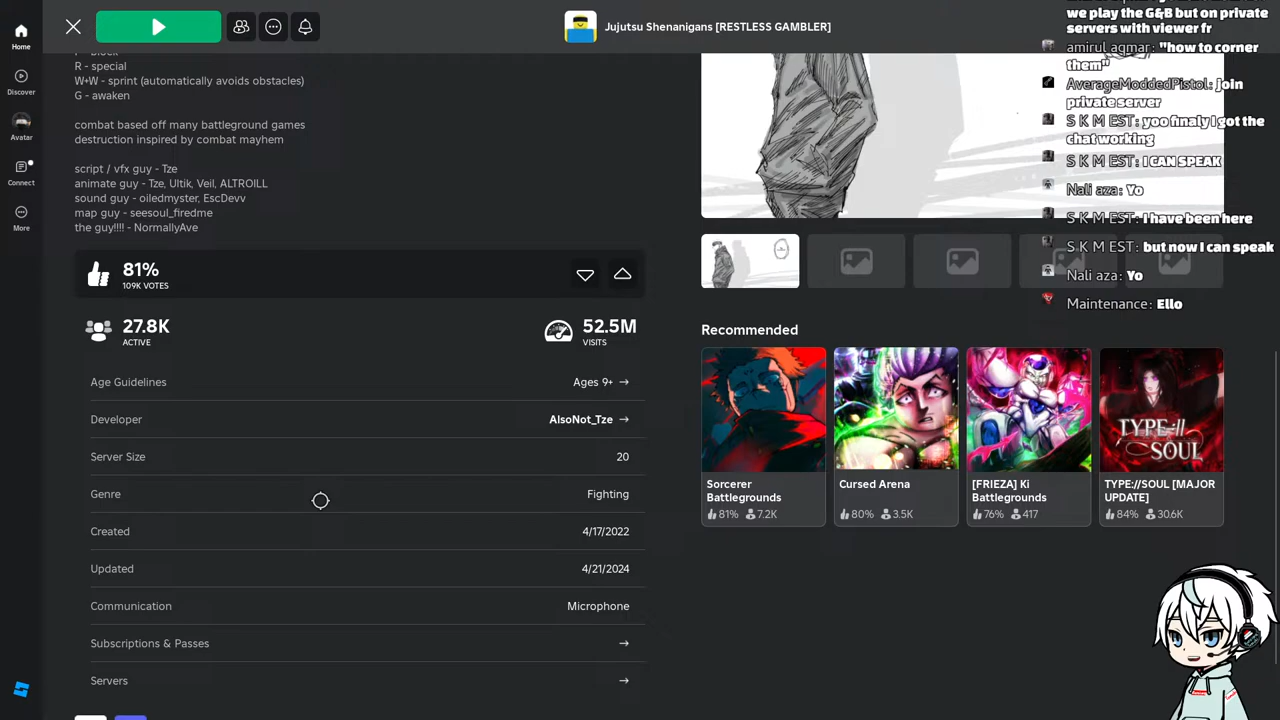 Home
Discover
Avatar
Connect
More
Jujutsu Shenanigans [RESTLESS GAMBLER]
R - special
W+W - sprint (automatically avoids obstacles)
G - awaken
combat based off many battleground games
destruction inspired by combat mayhem
script / vfx guy - Tze
animate guy - Tze, Ultik, Veil, ALTROILL
sound guy - oiledmyster, EscDevv
map guy - seesoul_firedme
the guy!!!! - NormallyAve
81%
109K VOTES
27.8K
ACTIVE
52.5M
VISITS
Age Guidelines
Ages 9+ →
Developer
AlsoNot_Tze →
Server Size
20
Genre
Fighting
Created
4/17/2022
Updated
4/21/2024
Communication
Microphone
Subscriptions & Passes →
Servers →
we play the G&B but on private
servers with viewer fr
amirul aqmar: "how to corner
them"
AverageModdedPistol: join
private server
S K M EST: yoo finaly I got the
chat working
S K M EST: I CAN SPEAK
Nali aza: Yo
S K M EST: I have been here
S K M EST: but now I can speak
Nali aza: Yo
Maintenance: Ello
Recommended
TYPE://
SOUL
Sorcerer
Battlegrounds
81% 7.2K
Cursed Arena
80% 3.5K
[FRIEZA] Ki
Battlegrounds
76% 417
TYPE://SOUL [MAJOR
UPDATE]
84% 30.6K